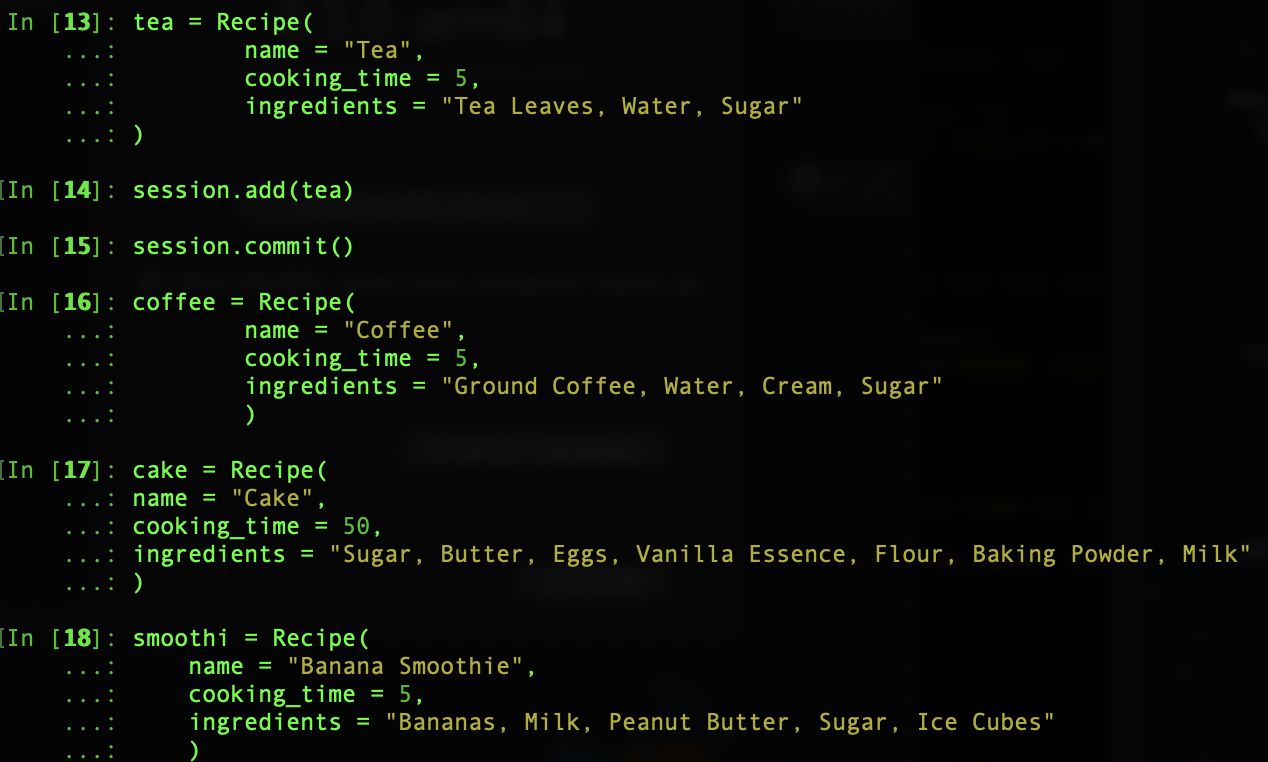 In [13]: tea = Recipe(
...: name = "Tea",
...: cooking_time = 5,
...: ingredients = "Tea Leaves, Water, Sugar"
...: )
[In [14]: session.add(tea)
[In [15]: session.commit()
[In [16]: coffee = Recipe(
...: name = "Coffee",
...: cooking_time = 5,
...: ingredients = "Ground Coffee, Water, Cream, Sugar"
...: )
[In [17]: cake = Recipe(
...: name = "Cake",
...: cooking_time = 50,
...: ingredients = "Sugar, Butter, Eggs, Vanilla Essence, Flour, Baking Powder, Milk"
...: )
[In [18]: smoothi = Recipe(
...: name = "Banana Smoothie",
...: cooking_time = 5,
...: ingredients = "Bananas, Milk, Peanut Butter, Sugar, Ice Cubes"
...: )